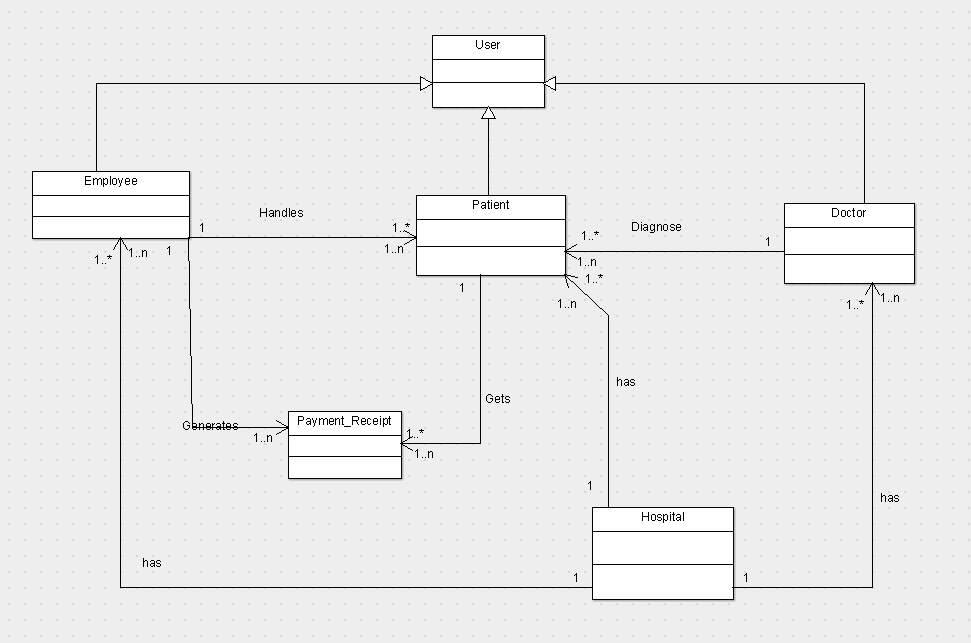 User
Employee
Patient
Doctor
Handles
1
1..*
1..n
Diagnose
1..*
1
1..n
1..*
1..n
1
1..*
1..n
1
1..*
1..n
1..*
1..n
has
Gets
Payment_Receipt
Generates
1..n
1..*
1..n
1
has
Hospital
has
1
1